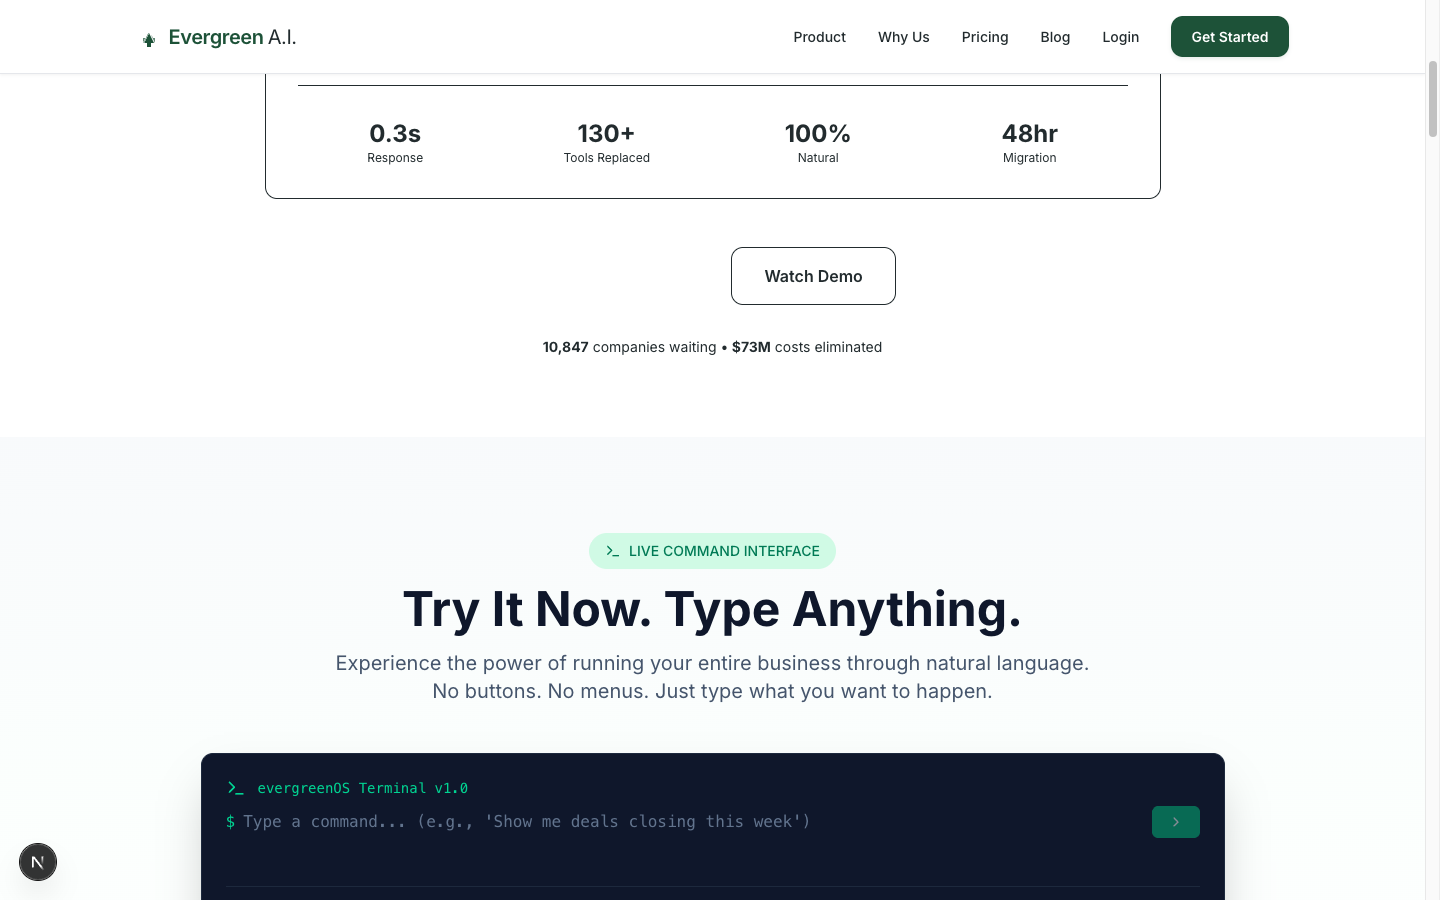 Evergreen A.I.
Product
Why Us
Pricing
Blog
Login
Get Started
0.3s
Response
130+
Tools Replaced
100%
Natural
48hr
Migration
Watch Demo
10,847 companies waiting • $73M costs eliminated
LIVE COMMAND INTERFACE
Try It Now. Type Anything.
Experience the power of running your entire business through natural language.
No buttons. No menus. Just type what you want to happen.
evergreenOS Terminal v1.0
$ Type a command... (e.g., 'Show me deals closing this week')
N